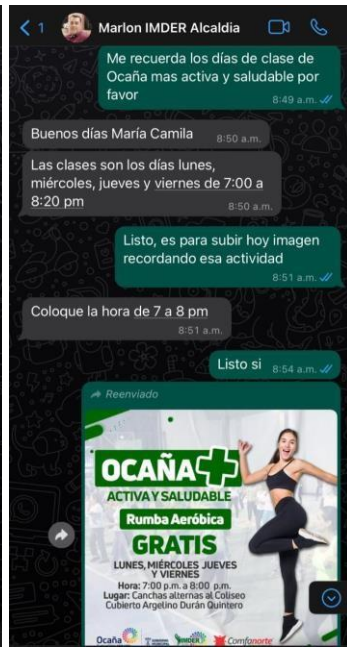 1
Marlon IMDER Alcaldia
Me recuerda los días de clase de
Ocaña mas activa y saludable por
favor
8:49 a.m.
Buenos días María Camila
8:50 a.m.
Las clases son los días lunes,
miércoles, jueves y viernes de 7:00 a
8:20 pm
8:50 a.m.
Listo, es para subir hoy imagen
recordando esa actividad
8:51 a.m.
Coloque la hora de 7 a 8 pm
8:51 a.m.
Listo si
8:54 a.m.
Reenviado
OCAÑA+
ACTIVA Y SALUDABLE
Rumba Aeróbica
GRATIS
LUNES, MIÉRCOLES JUEVES
Y VIERNES
Hora: 7:00 p.m. a 8:00 p.m.
Lugar: Canchas alternas al Coliseo
Cubierto Argelino Durán Quintero
Ocaña
IMDER
Comfanorte